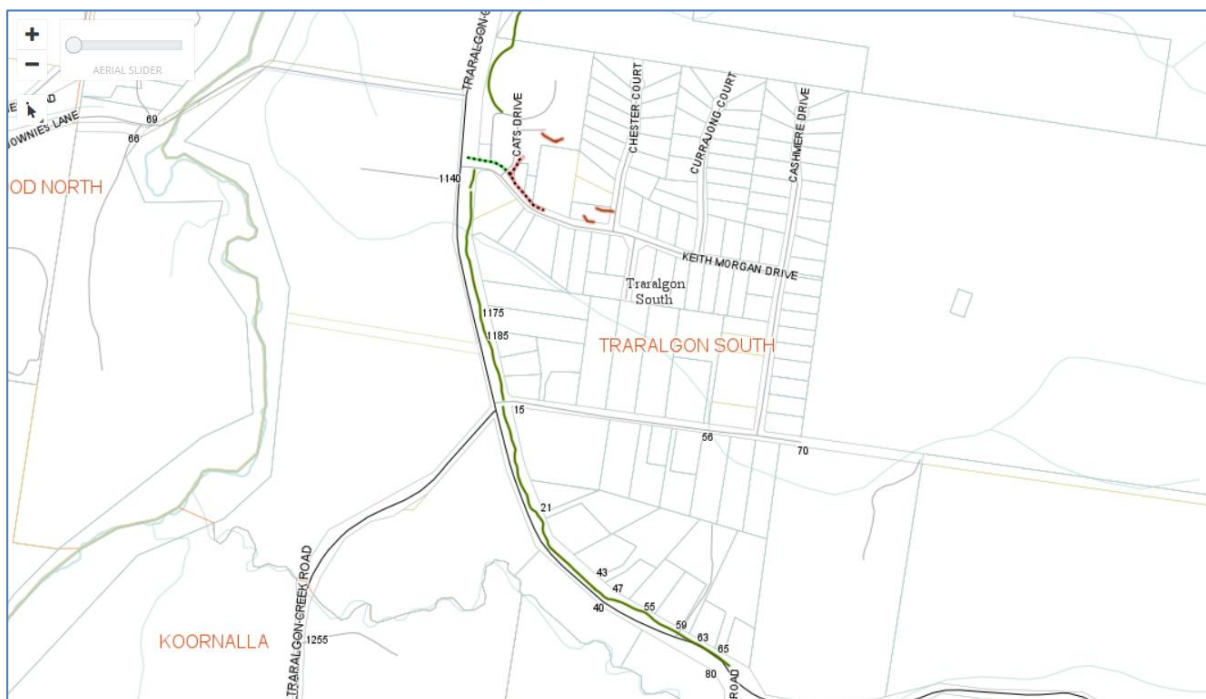 +
−
AERIAL SLIDER
TRARALGON-C
DOWNIES LANE
69
66
OD NORTH
1140
CATS DRIVE
CHESTER COURT
CURRAJONG COURT
CASHMERE DRIVE
KEITH MORGAN DRIVE
Traralgon
South
1175
1185
TRARALGON SOUTH
15
56
70
21
43
47
40
55
59
63
65
80
ROAD
KOORNALLA
TRARALGON CREEK ROAD
1255